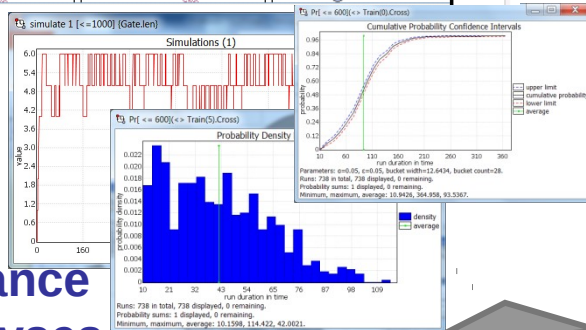 simulate 1 [<=1000] {Gate.len}
Simulations (1)
value
6.0
5.4
4.8
4.2
3.6
3.0
2.4
1.8
1.2
0.6
0
0
160
Pr[ <= 600](<> Train(0).Cross)
Cumulative Probability Confidence Intervals
probability
0.96
0.84
0.72
0.60
0.48
0.36
0.24
0.12
0
10 60 110 160 210 260 310 360
run duration in time
upper limit
cumulative probability
lower limit
average
Parameters: α=0.05, ε=0.05, bucket width=12.6434, bucket count=28.
Runs: 738 in total, 738 displayed, 0 remaining.
Probability sums: 1 displayed, 0 remaining.
Minimum, maximum, average: 10.9426, 364.958, 93.5367.
Pr[ <= 600](<> Train(5).Cross)
Probability Density
probability density
0.022
0.020
0.018
0.016
0.014
0.012
0.010
0.008
0.006
0.004
0.002
0
10 21 32 43 54 65 76 87 98 109
run duration in time
density
average
Runs: 738 in total, 738 displayed, 0 remaining.
Probability sums: 1 displayed, 0 remaining.
Minimum, maximum, average: 10.1598, 114.422, 42.0021.
ance